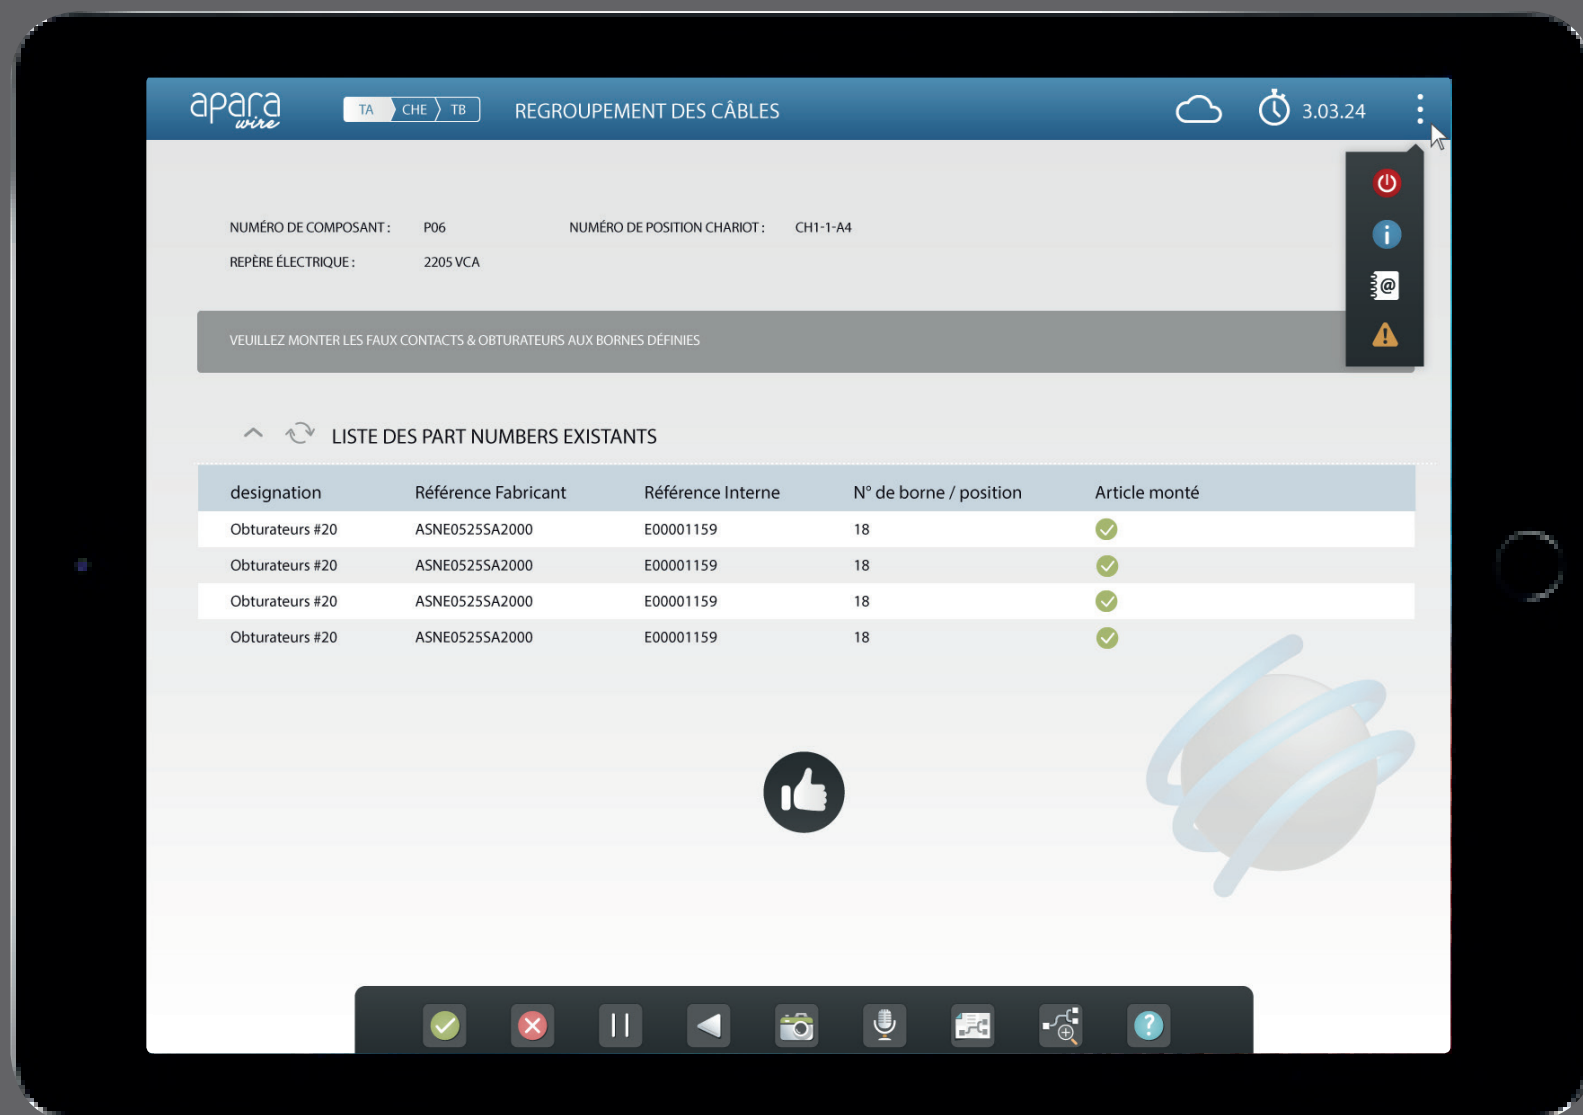 apara
wire
TA CHE TB
REGROUPEMENT DES CÂBLES
3.03.24
NUMÉRO DE COMPOSANT : P06 NUMÉRO DE POSITION CHARIOT : CH1-1-A4
REPÈRE ÉLECTRIQUE : 2205 VCA
VEUILLEZ MONTER LES FAUX CONTACTS & OBTURATEURS AUX BORNES DÉFINIES
LISTE DES PART NUMBERS EXISTANTS
designation Référence Fabricant Référence Interne N° de borne / position Article monté
Obturateurs #20 ASNE0525SA2000 E00001159 18
Obturateurs #20 ASNE0525SA2000 E00001159 18
Obturateurs #20 ASNE0525SA2000 E00001159 18
Obturateurs #20 ASNE0525SA2000 E00001159 18